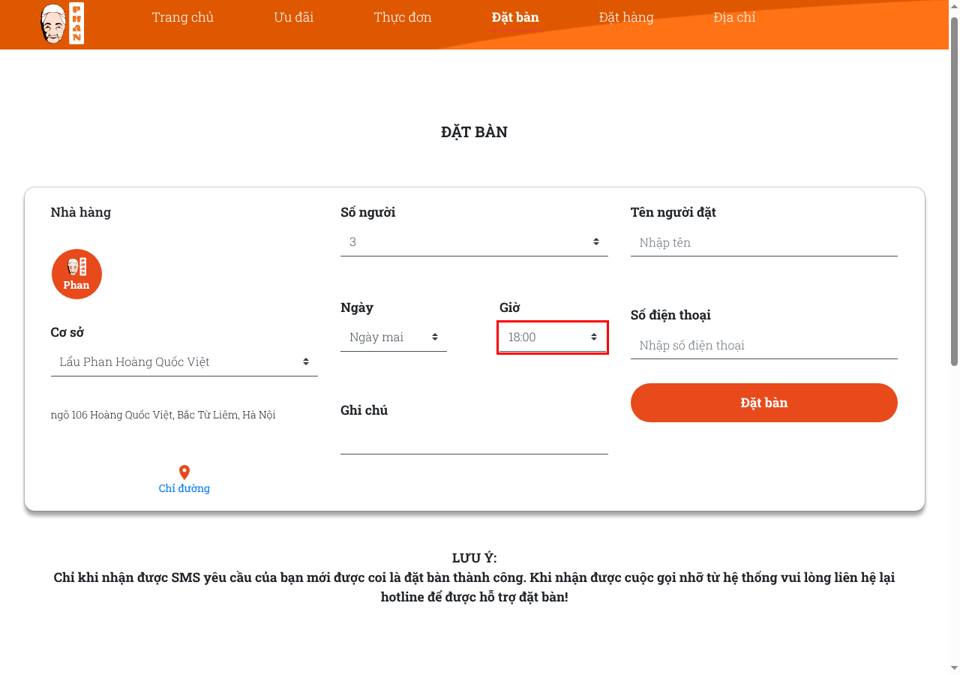 PHAN
Trang chủ
Ưu đãi
Thực đơn
Đặt bàn
Đặt hàng
Địa chỉ
ĐẶT BÀN
Nhà hàng
PHAN
Phan
Cơ sở
Lẩu Phan Hoàng Quốc Việt
ngõ 106 Hoàng Quốc Việt, Bắc Từ Liêm, Hà Nội
Chỉ đường
Số người
3
Ngày
Ngày mai
Giờ
18:00
Ghi chú
Tên người đặt
Nhập tên
Số điện thoại
Nhập số điện thoại
Đặt bàn
LƯU Ý:
Chỉ khi nhận được SMS yêu cầu của bạn mới được coi là đặt bàn thành công. Khi nhận được cuộc gọi nhỡ từ hệ thống vui lòng liên hệ lại
hotline để được hỗ trợ đặt bàn!